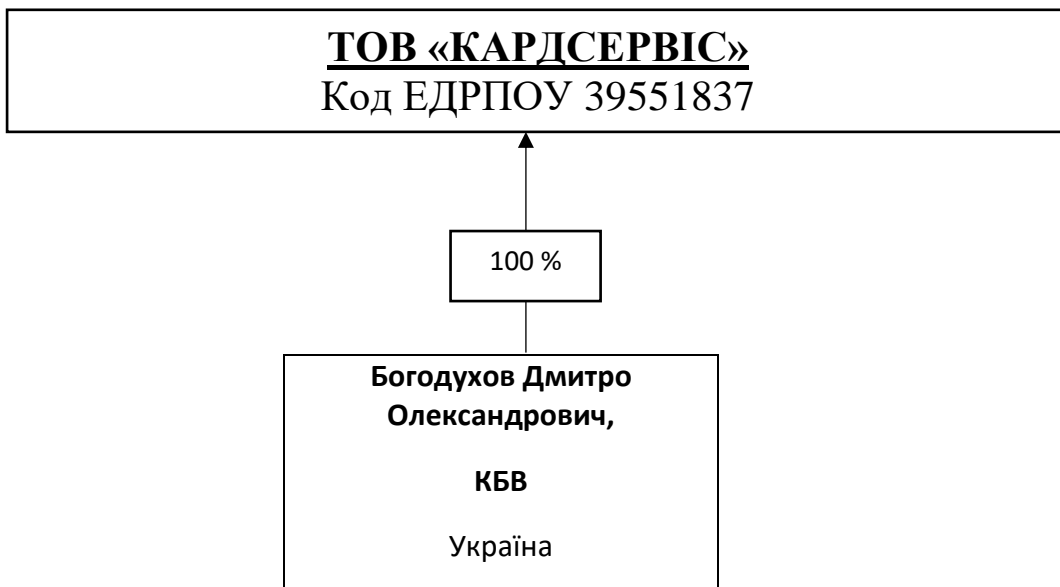 ТОВ «КАРДСЕРВІС»
Код ЕДРПОУ 39551837
100 %
Богодухов Дмитро
Олександрович,
КБВ
Україна